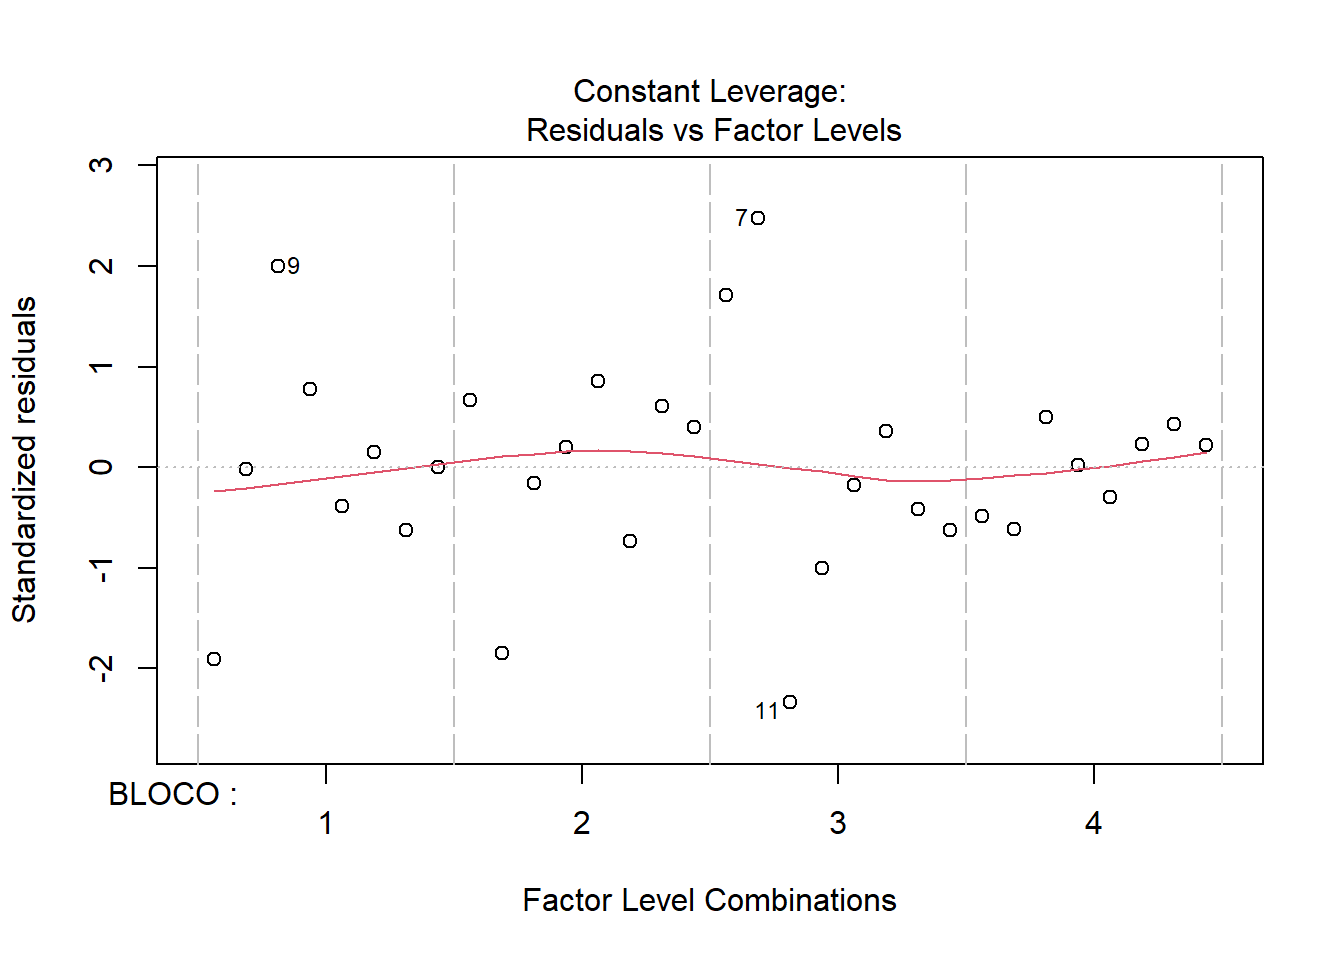 Constant Leverage:
Residuals vs Factor Levels
Standardized residuals
3
2
1
0
-1
-2
9
7
11
BLOCO :
1
2
3
4
Factor Level Combinations